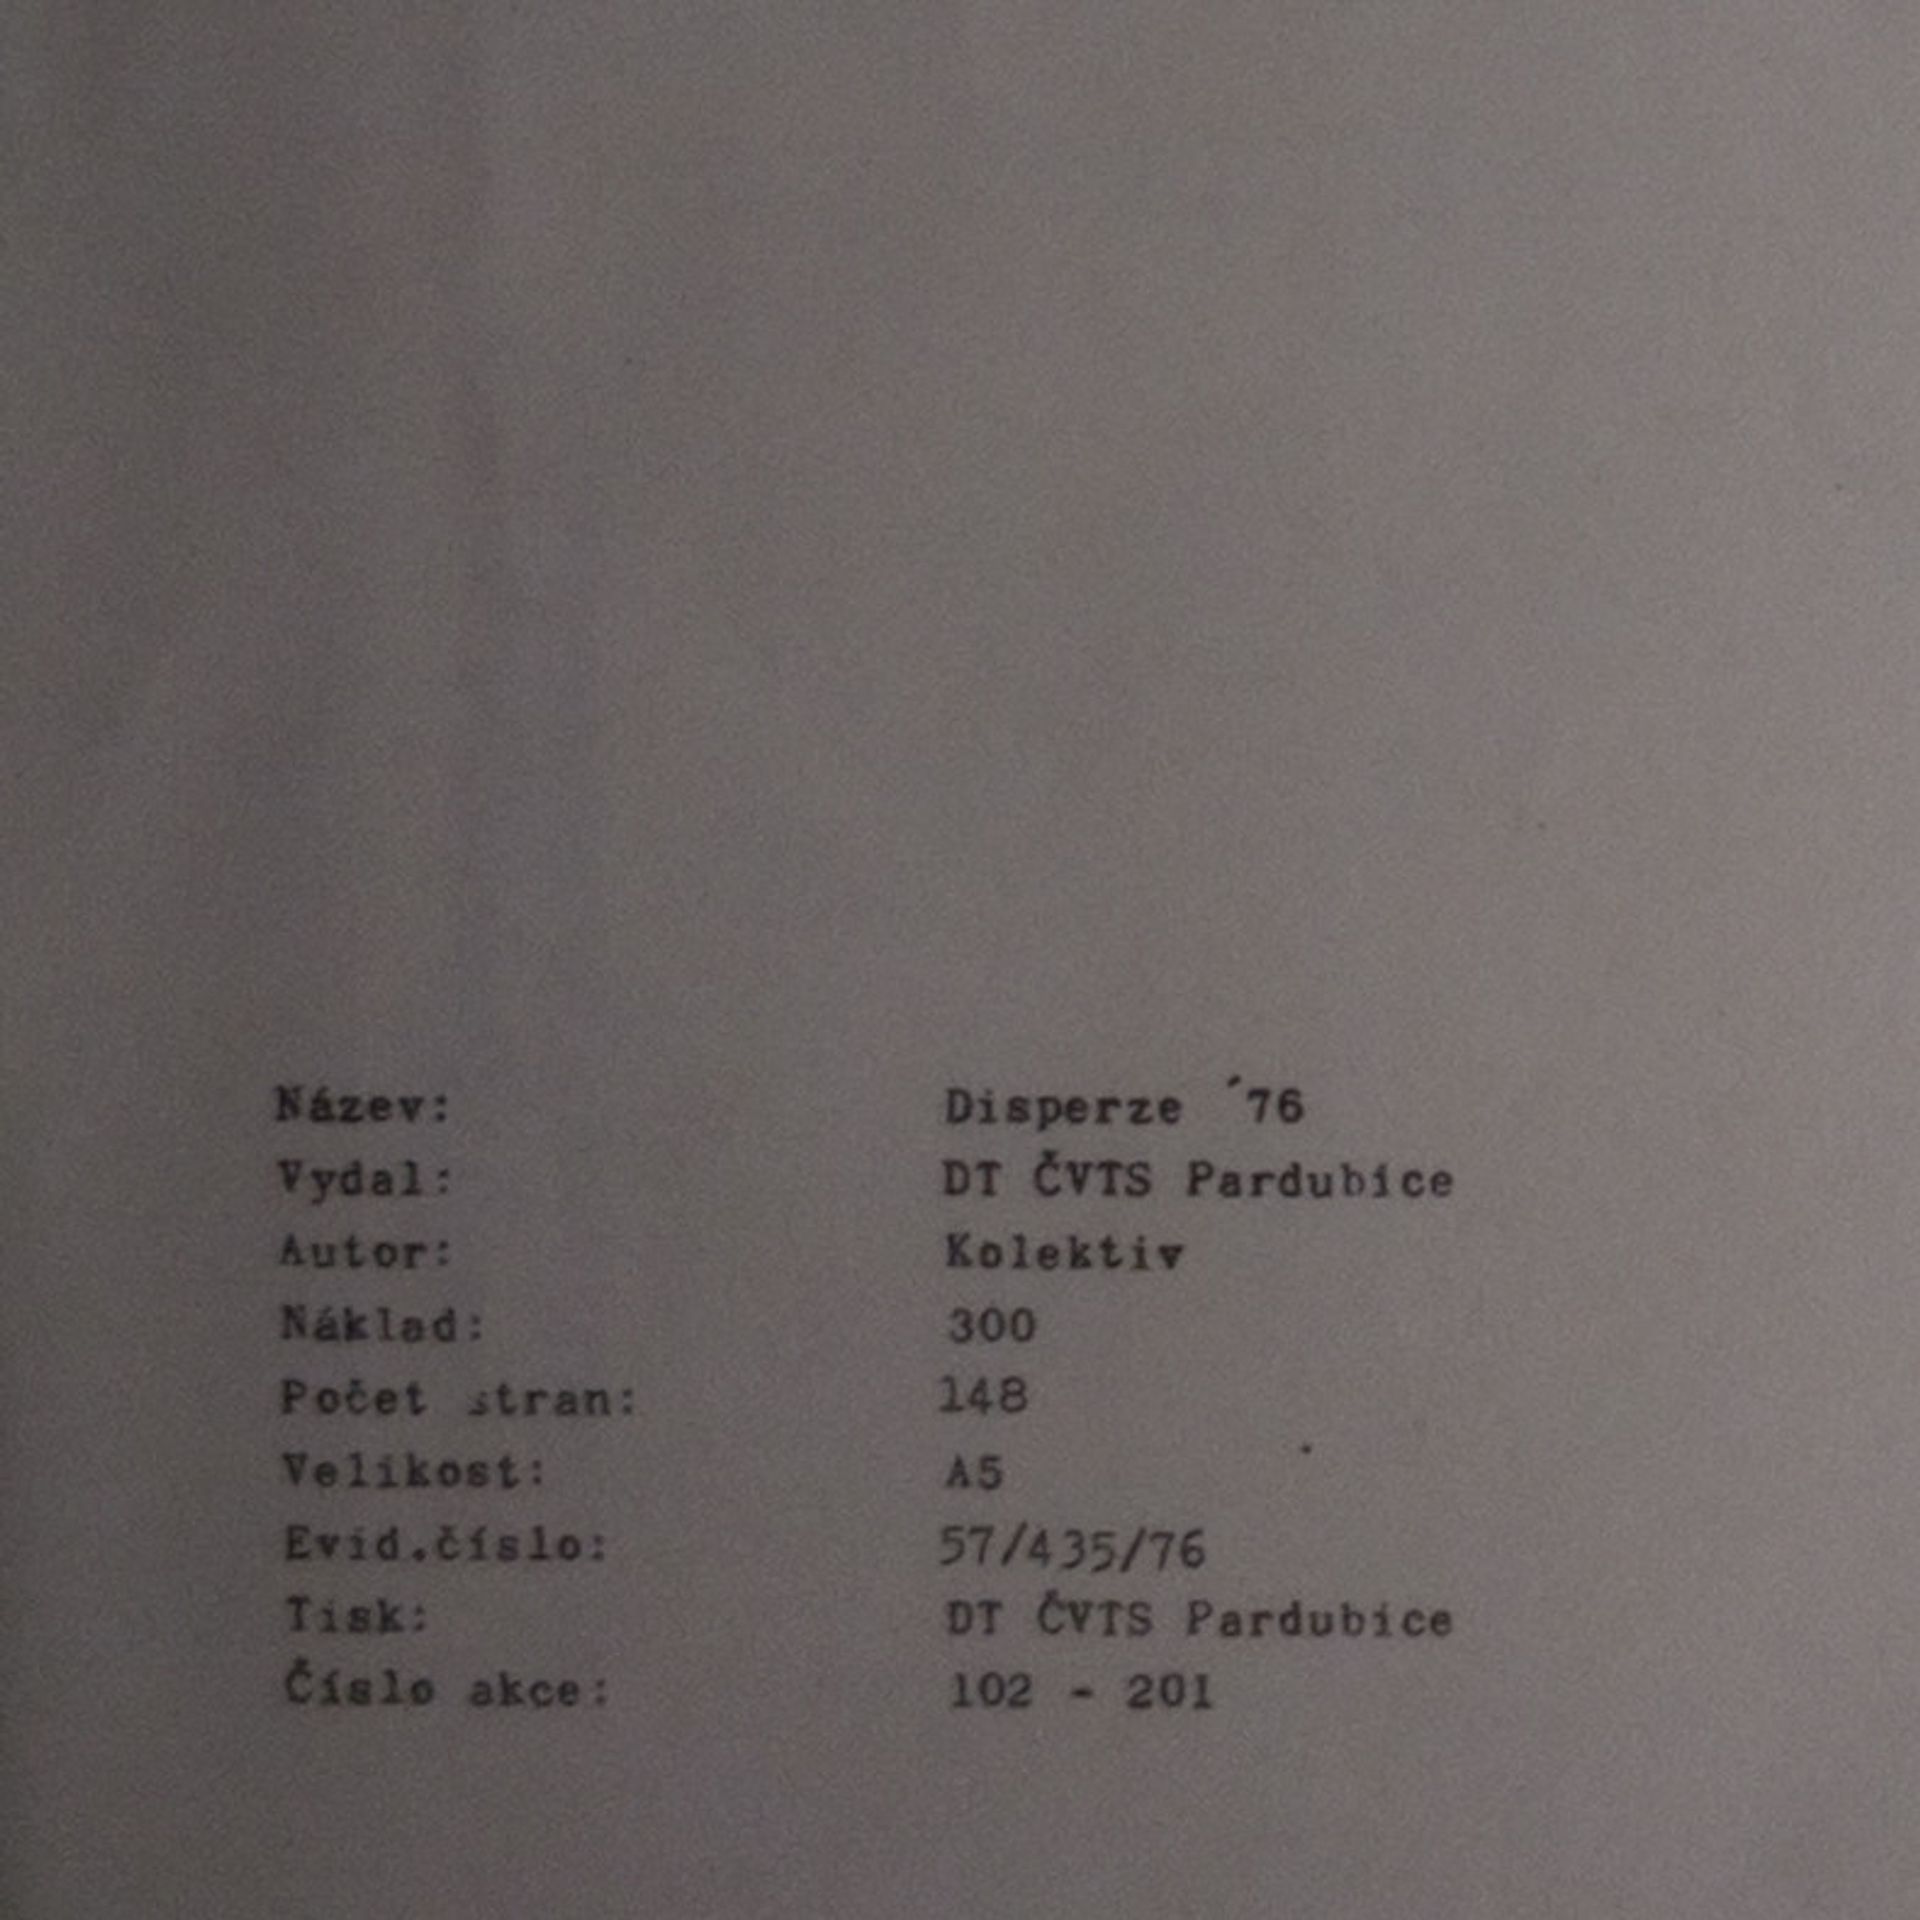 Název: Disperze ´76
Vydal: DT ČVTS Pardubice
Autor: Kolektiv
Náklad: 300
Počet stran: 148
Velikost: A5
Evid.číslo: 57/435/76
Tisk: DT ČVTS Pardubice
Číslo akce: 102 - 201